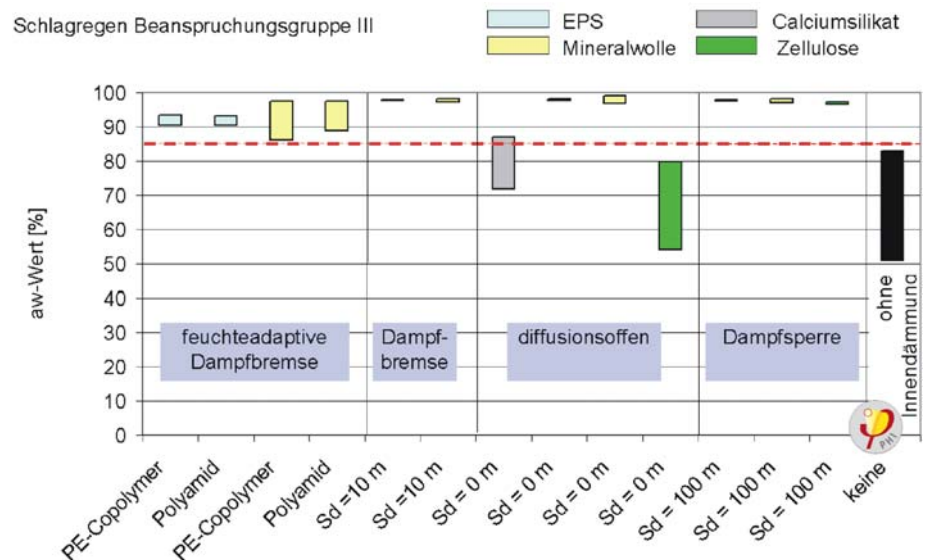 Schlagregen Beanspruchungsgruppe III
EPS
Calciumsilikat
Mineralwolle
Zellulose
aw-Wert [%]
100
90
80
70
60
50
40
30
20
10
0
feuchteadaptive
Dampfbremse
Dampf-
bremse
diffusionsoffen
Dampfsperre
ohne
Innendämmung
PHI
PE-Copolymer
Polyamid
PE-Copolymer
Polyamid
Sd =10 m
Sd =10 m
Sd = 0 m
Sd = 0 m
Sd = 0 m
Sd = 0 m
Sd = 100 m
Sd = 100 m
Sd = 100 m
keine